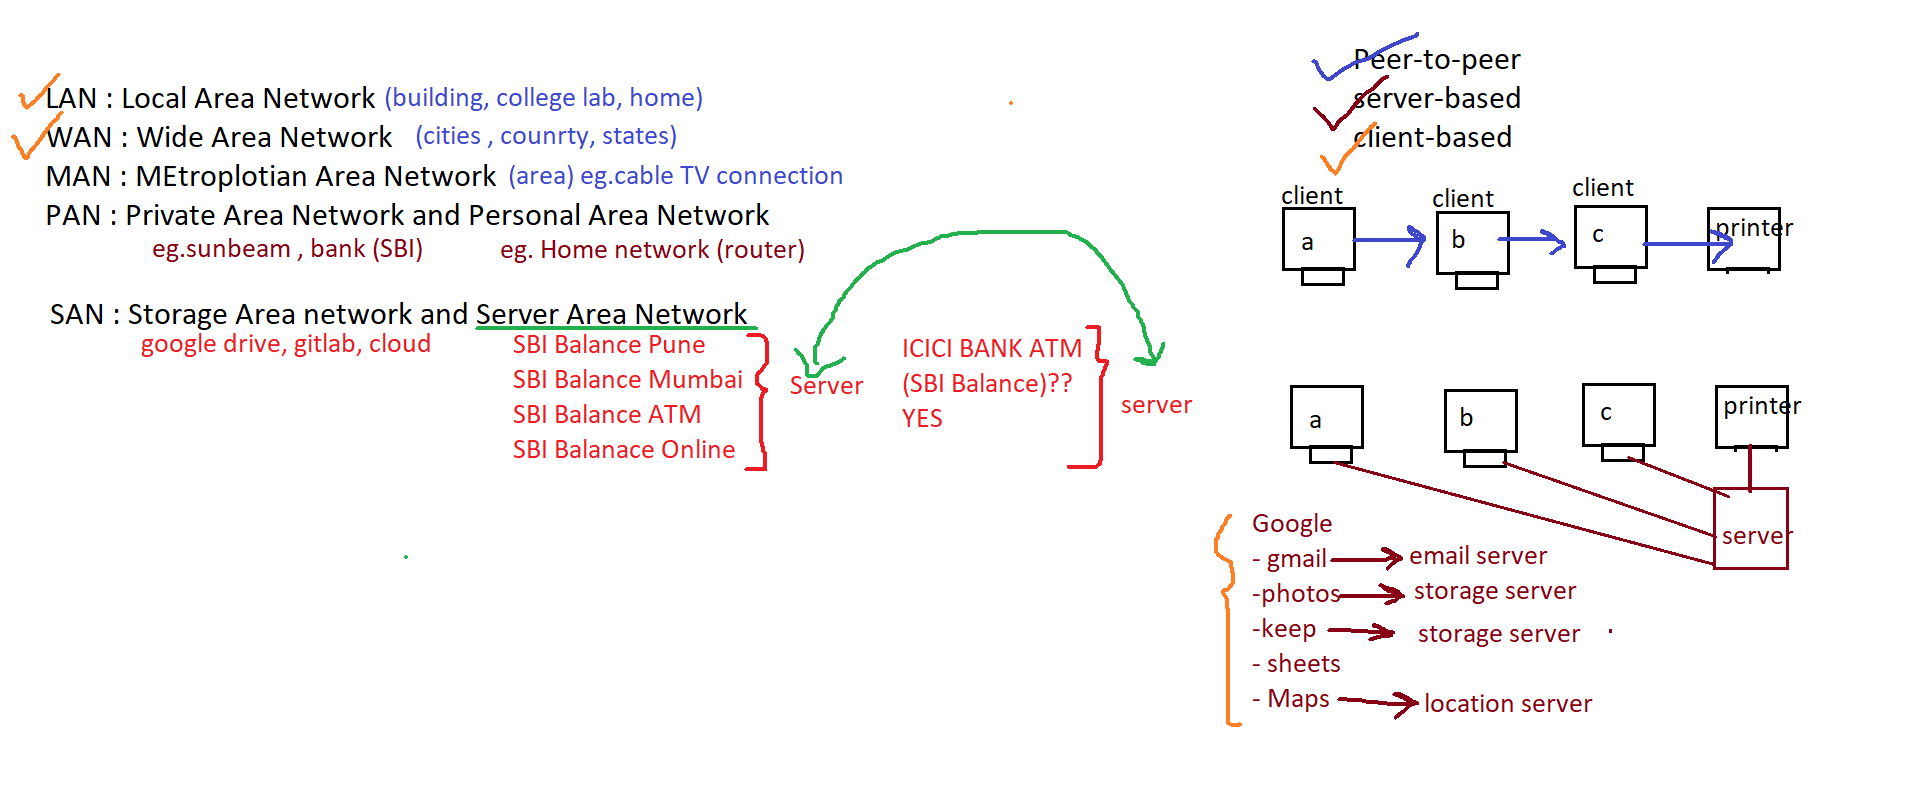 LAN : Local Area Network (building, college lab, home)
WAN : Wide Area Network (cities , counrty, states)
MAN : MEtroplotian Area Network (area) eg.cable TV connection
PAN : Private Area Network and Personal Area Network
eg.sunbeam , bank (SBI) eg. Home network (router)
SAN : Storage Area network and Server Area Network
google drive, gitlab, cloud
SBI Balance Pune
SBI Balance Mumbai
SBI Balance ATM
SBI Balanace Online
Server
ICICI BANK ATM
(SBI Balance)??
YES
server
Peer-to-peer
server-based
client-based
client client client
a b c printer
a b c printer
server
Google
- gmail email server
-photos storage server
-keep storage server
- sheets
- Maps location server